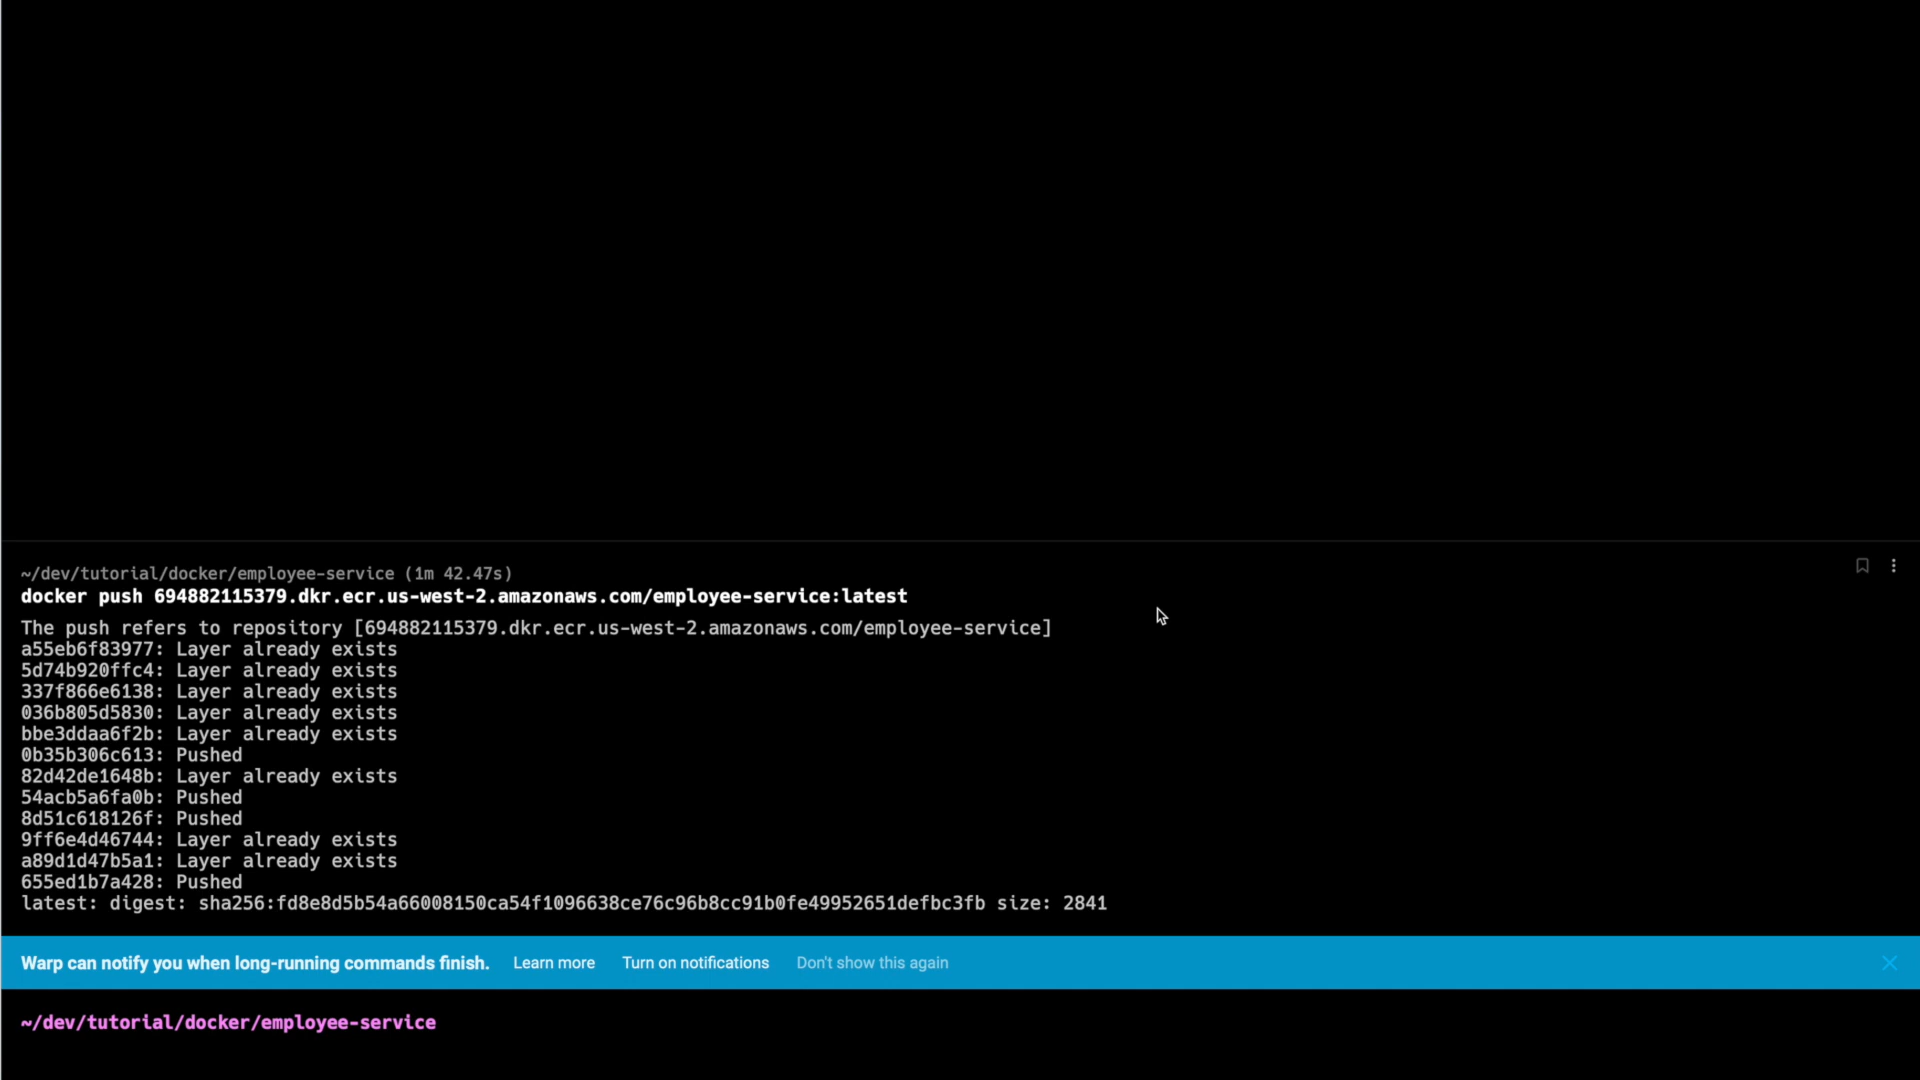 ~/dev/tutorial/docker/employee-service (1m 42.47s)
docker push 694882115379.dkr.ecr.us-west-2.amazonaws.com/employee-service:latest
The push refers to repository [694882115379.dkr.ecr.us-west-2.amazonaws.com/employee-service]
a55eb6f83977: Layer already exists
5d74b920ffc4: Layer already exists
337f866e6138: Layer already exists
036b805d5830: Layer already exists
bbe3ddaa6f2b: Layer already exists
0b35b306c613: Pushed
82d42de1648b: Layer already exists
54acb5a6fa0b: Pushed
8d51c618126f: Pushed
9ff6e4d46744: Layer already exists
a89d1d47b5a1: Layer already exists
655ed1b7a428: Pushed
latest: digest: sha256:fd8e8d5b54a66008150ca54f1096638ce76c96b8cc91b0fe49952651defbc3fb size: 2841
Warp can notify you when long-running commands finish. Learn more Turn on notifications Don't show this again
~/dev/tutorial/docker/employee-service